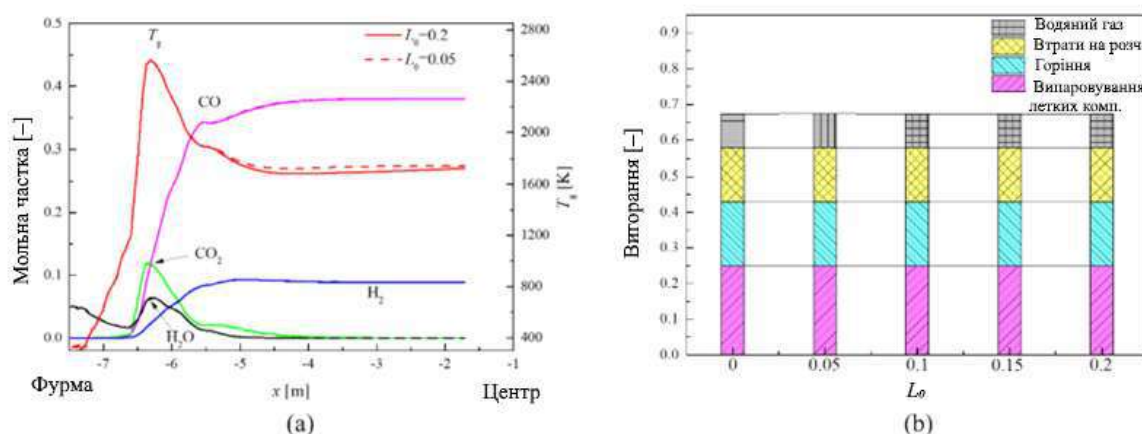 0.5
0.4
0.3
0.2
0.1
0.0
Мольна частка [–]
T_g
L_0=0.2
L_0=0.05
CO
CO_2
H_2
H_2O
2800
2400
2000
1600
1200
800
400
T_g [K]
-7 -6 -5 -4 -3 -2 -1
Фурма
x [m]
Центр
(a)
0.9
0.8
0.7
0.6
0.5
0.4
0.3
0.2
0.1
0.0
Вигорання [–]
Водяний газ
Втрати на розч
Горіння
Випаровування
летких комп.
0 0.05 0.1 0.15 0.2
L_0
(b)